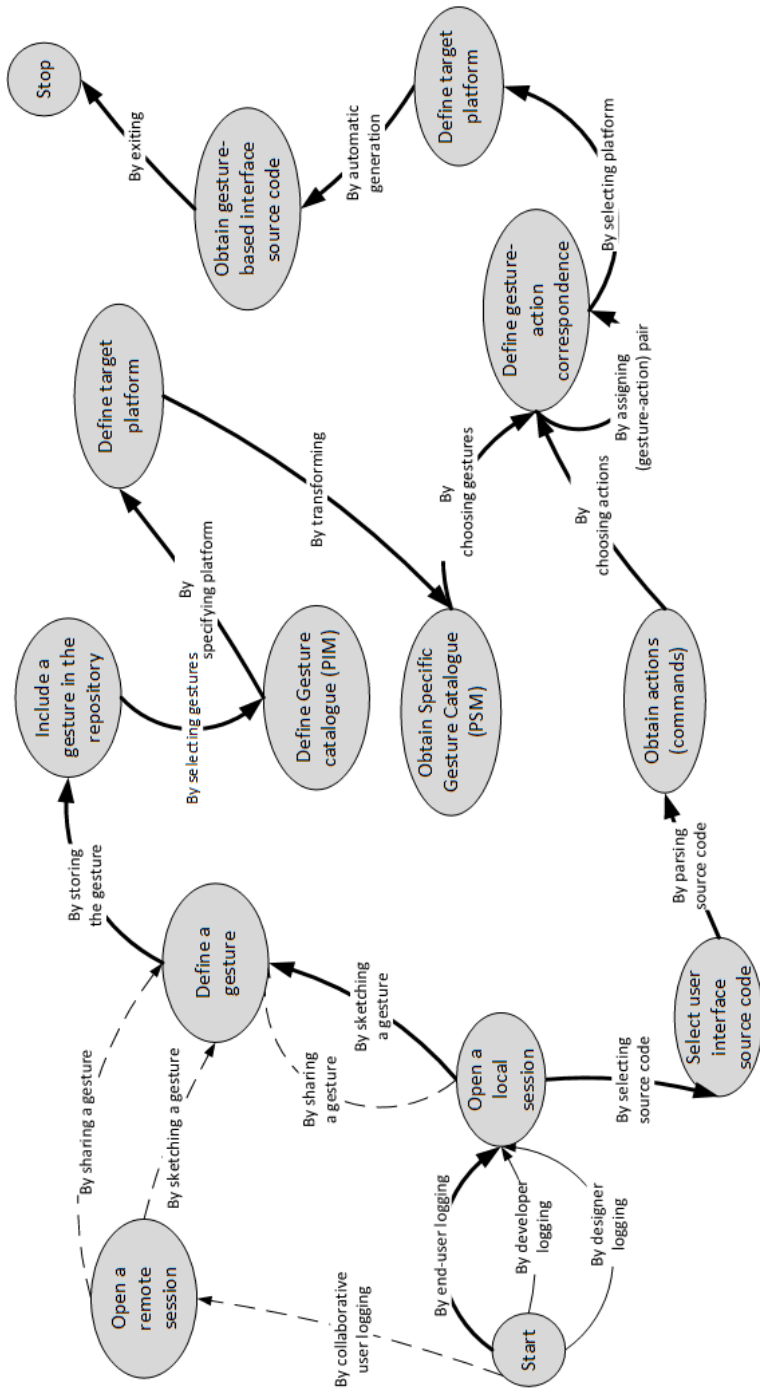 Start
By end-user logging
By developer
logging
By designer
logging
By collaborative
user logging
Open a
remote
session
By sharing a gesture
By sketching a gesture
Open a
local
session
By sharing
a gesture
By sketching
a gesture
By selecting
source code
Define a
gesture
Select user
interface
source code
By storing
the gesture
By parsing
source code
Include a
gesture in the
repository
By selecting gestures
Define Gesture
catalogue (PIM)
By
specifying platform
Define target
platform
By transforming
Obtain Specific
Gesture Catalogue
(PSM)
Obtain actions
(commands)
By
choosing gestures
By
choosing actions
Define gesture-
action
correspondence
By assigning
(gesture-action) pair
By selecting platform
Define target
platform
By automatic
generation
Obtain gesture-
based interface
source code
By exiting
Stop